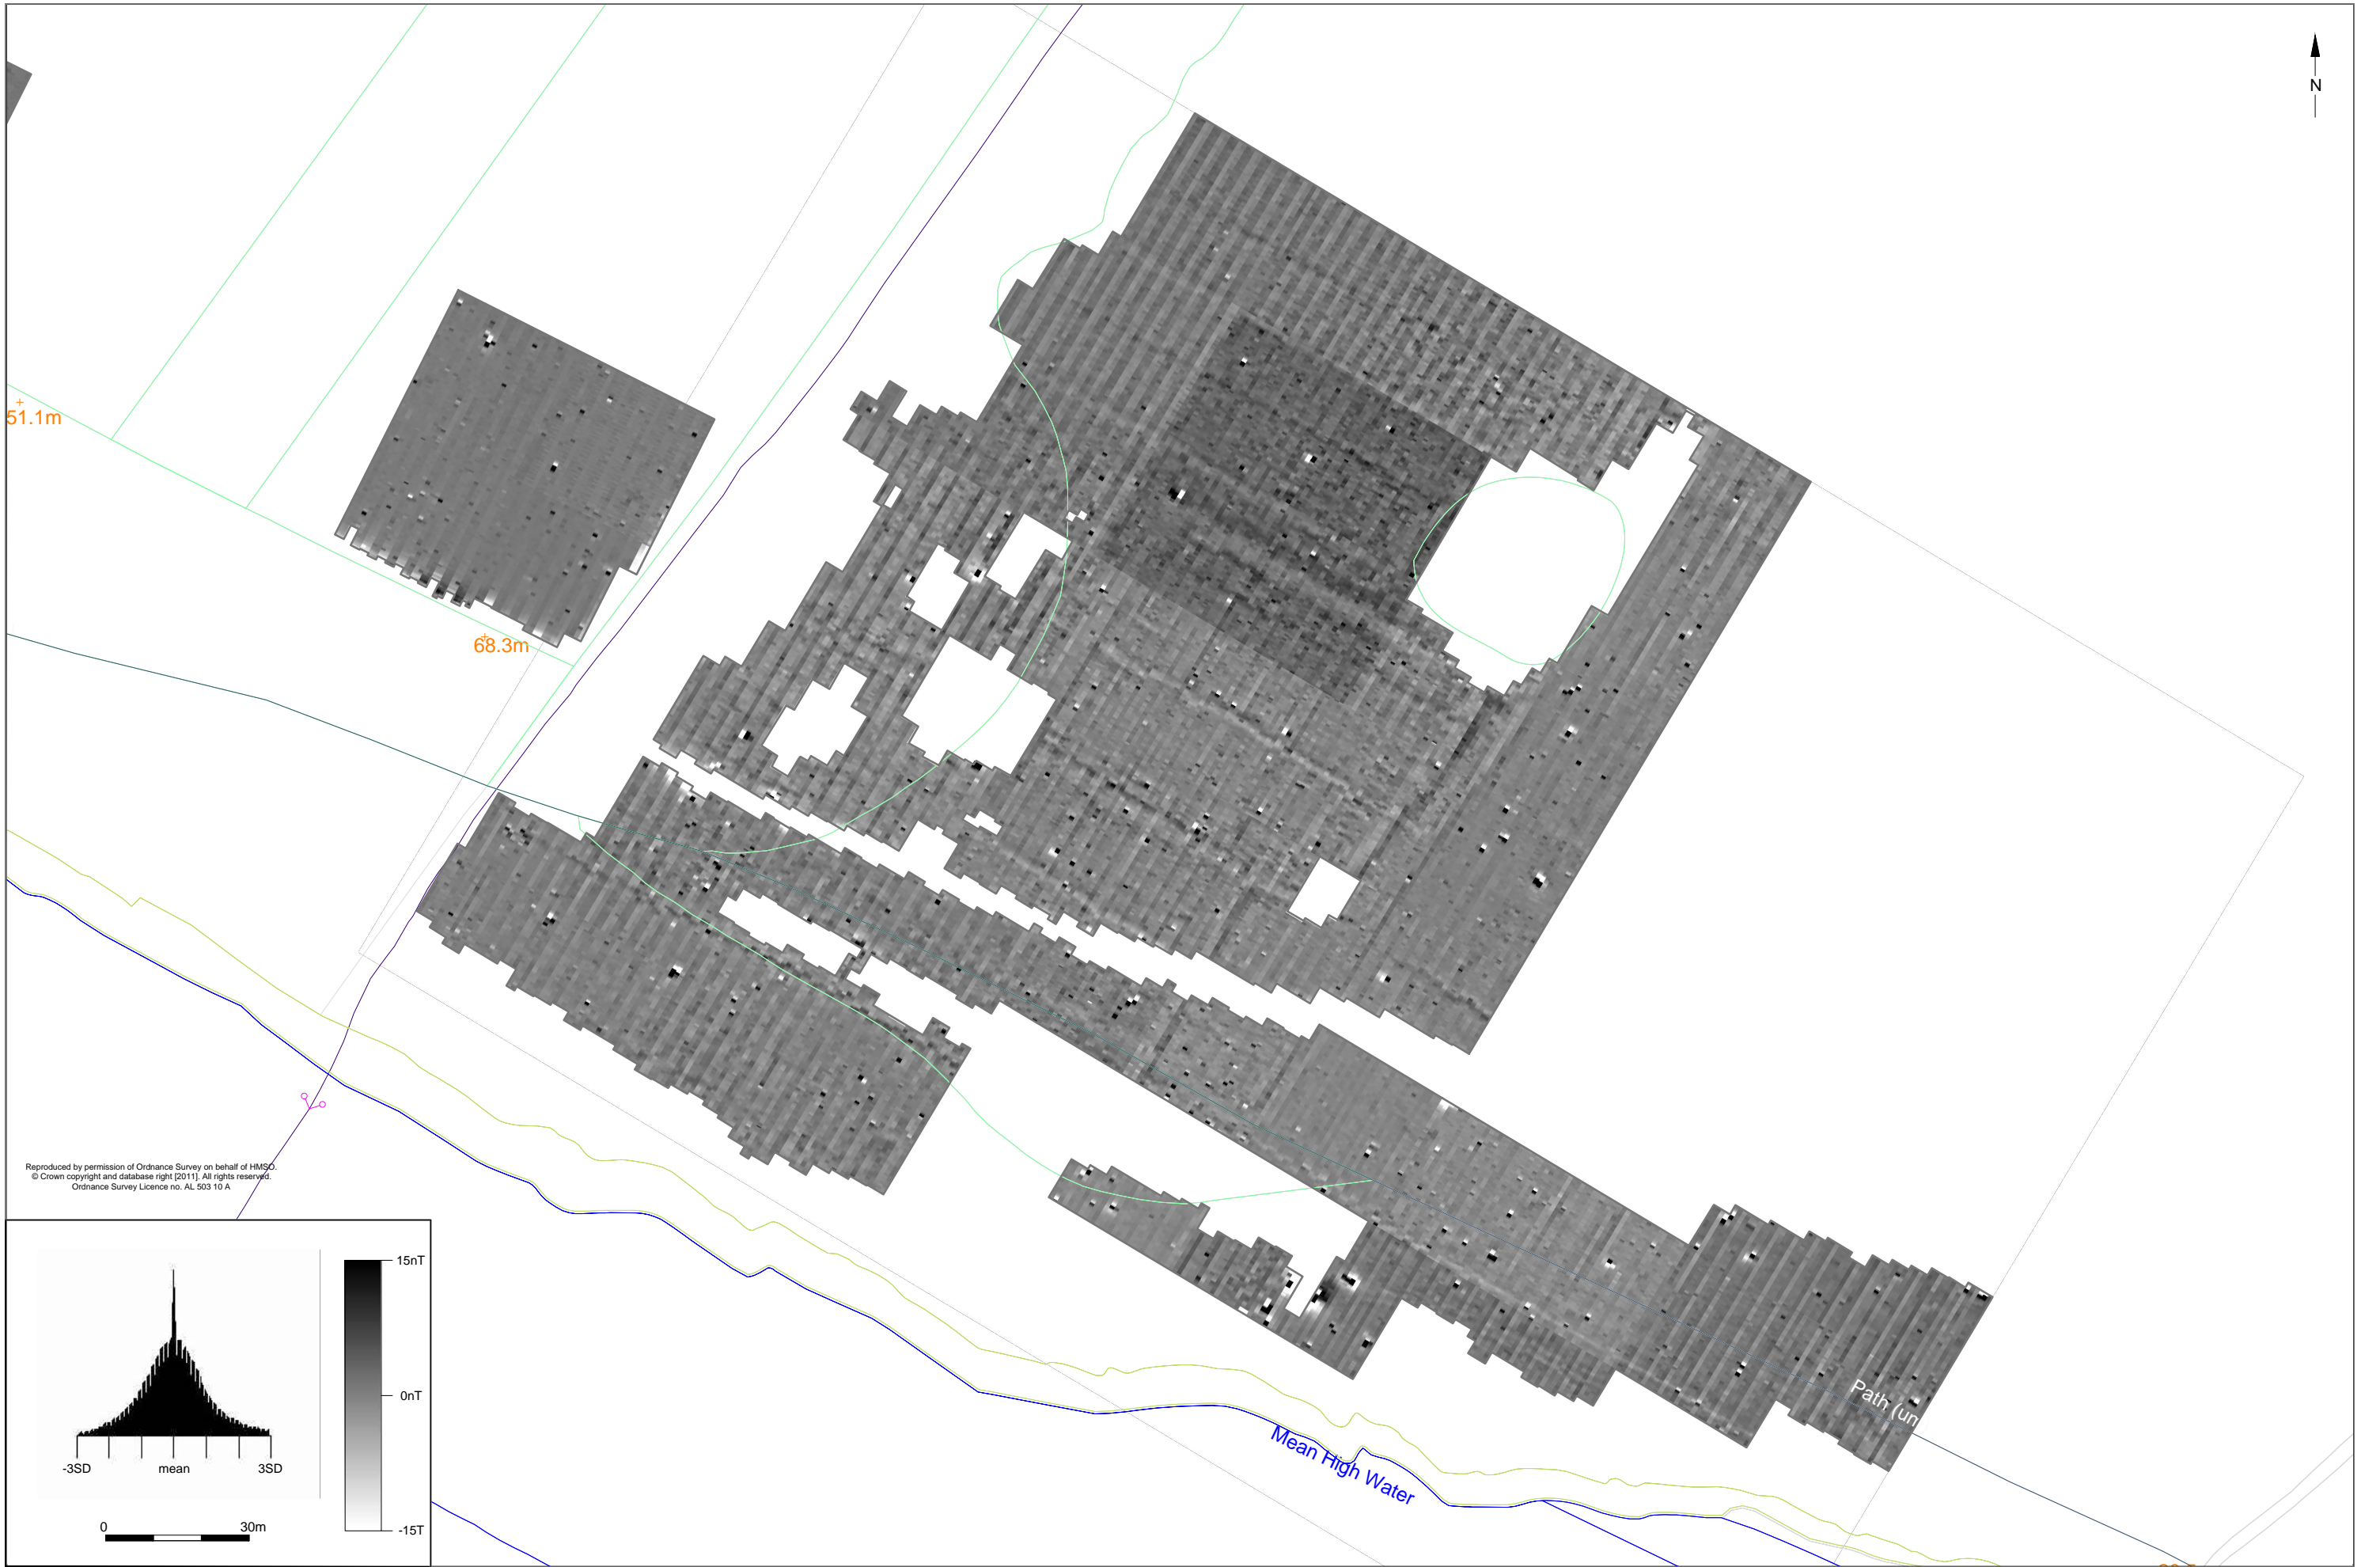 N
51.1m
68.3m
Reproduced by permission of Ordnance Survey on behalf of HMSO.
© Crown copyright and database right [2011]. All rights reserved.
Ordnance Survey Licence no. AL 503 10 A
15nT
0nT
-15T
-3SD
mean
3SD
0
30m
Mean High Water
Path (un